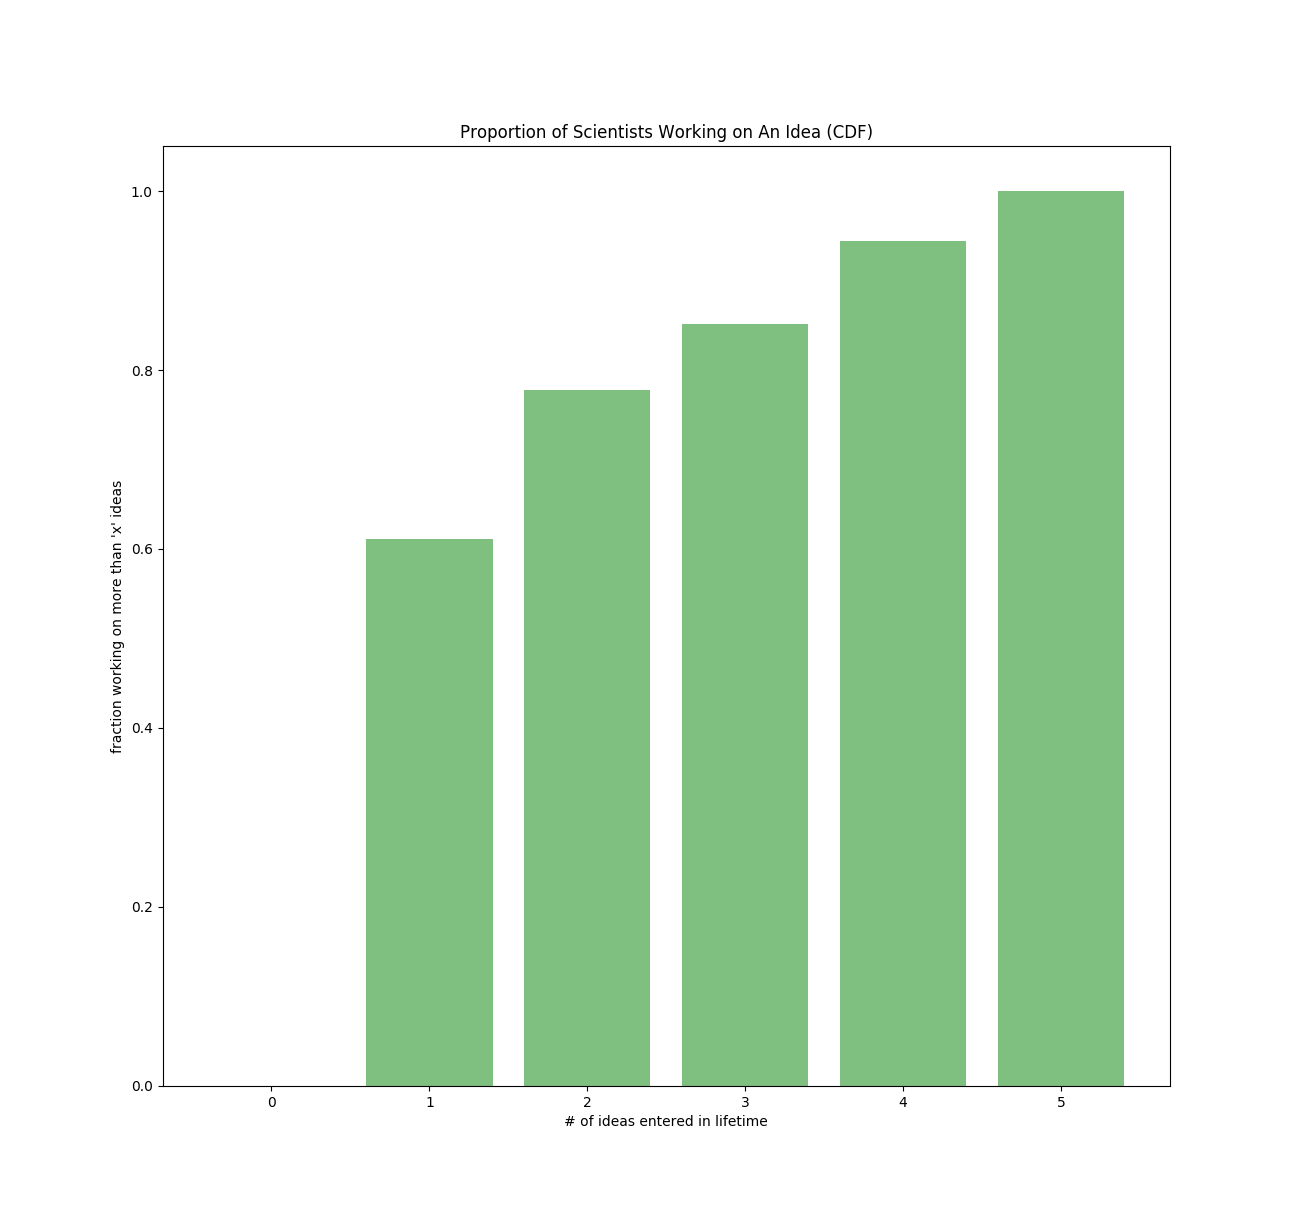 Proportion of Scientists Working on An Idea (CDF)
1.0
0.8
0.6
0.4
0.2
0.0
fraction working on more than 'x' ideas
0 1 2 3 4 5
# of ideas entered in lifetime